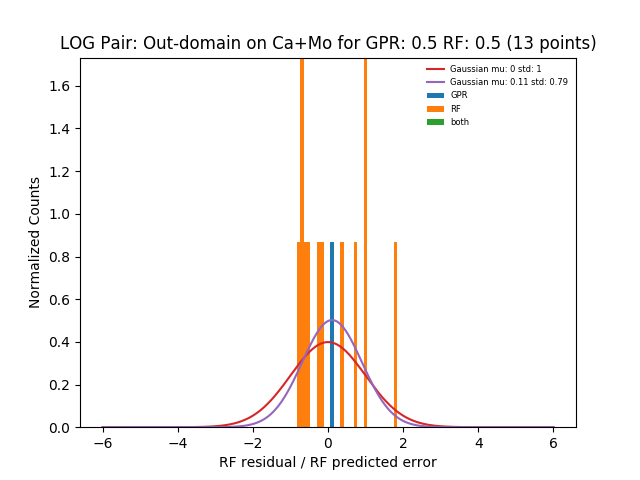 LOG Pair: Out-domain on Ca+Mo for GPR: 0.5 RF: 0.5 (13 points)
Gaussian mu: 0 std: 1
Gaussian mu: 0.11 std: 0.79
GPR
RF
both
Normalized Counts
1.6
1.4
1.2
1.0
0.8
0.6
0.4
0.2
0.0
−6
−4
−2
0
2
4
6
RF residual / RF predicted error